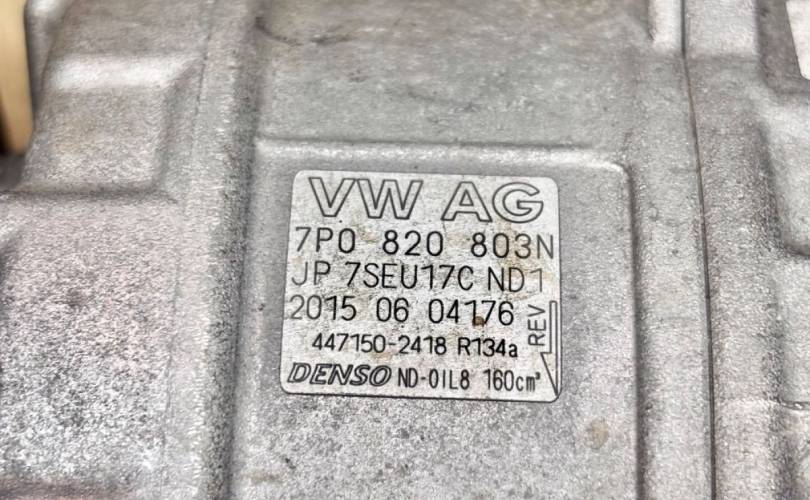 VW AG
7P0 820 803N
JP 7SEU17C ND1
2015 06 04176
REV
447150-2418 R134a
DENSO ND-OIL8 160cm³